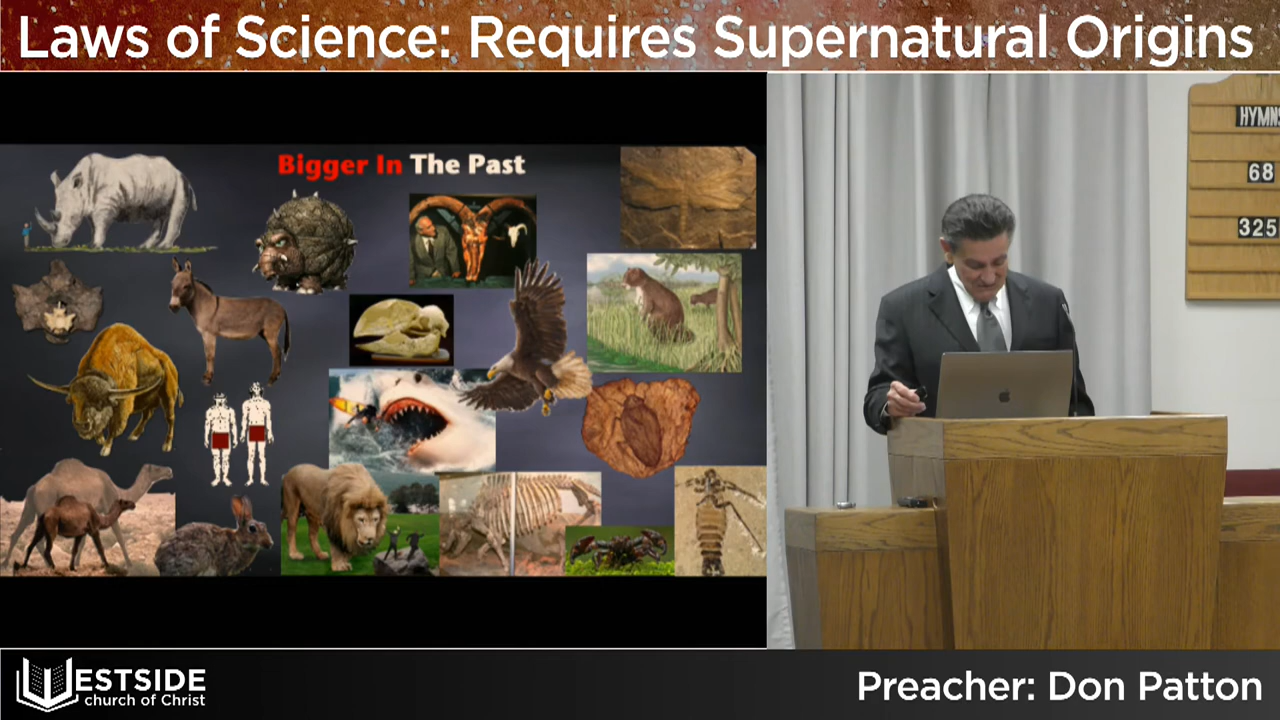 Laws of Science: Requires Supernatural Origins
Bigger In The Past
HYMNS
68
325
WESTSIDE
church of Christ
Preacher: Don Patton